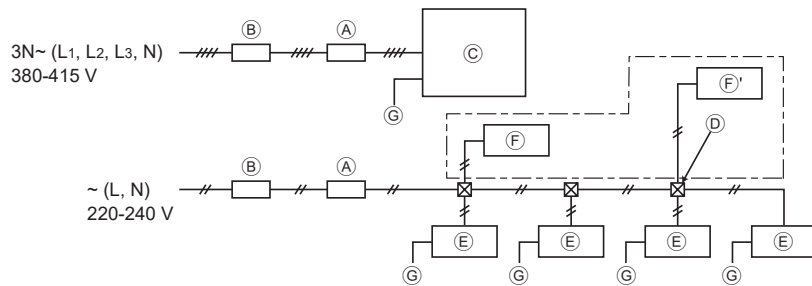 Ⓑ Ⓐ Ⓒ
3N~ (L1, L2, L3, N)
380-415 V
Ⓖ
Ⓕ'
Ⓕ Ⓓ
Ⓑ Ⓐ
~ (L, N)
220-240 V
Ⓔ Ⓔ Ⓔ Ⓔ
Ⓖ Ⓖ Ⓖ Ⓖ